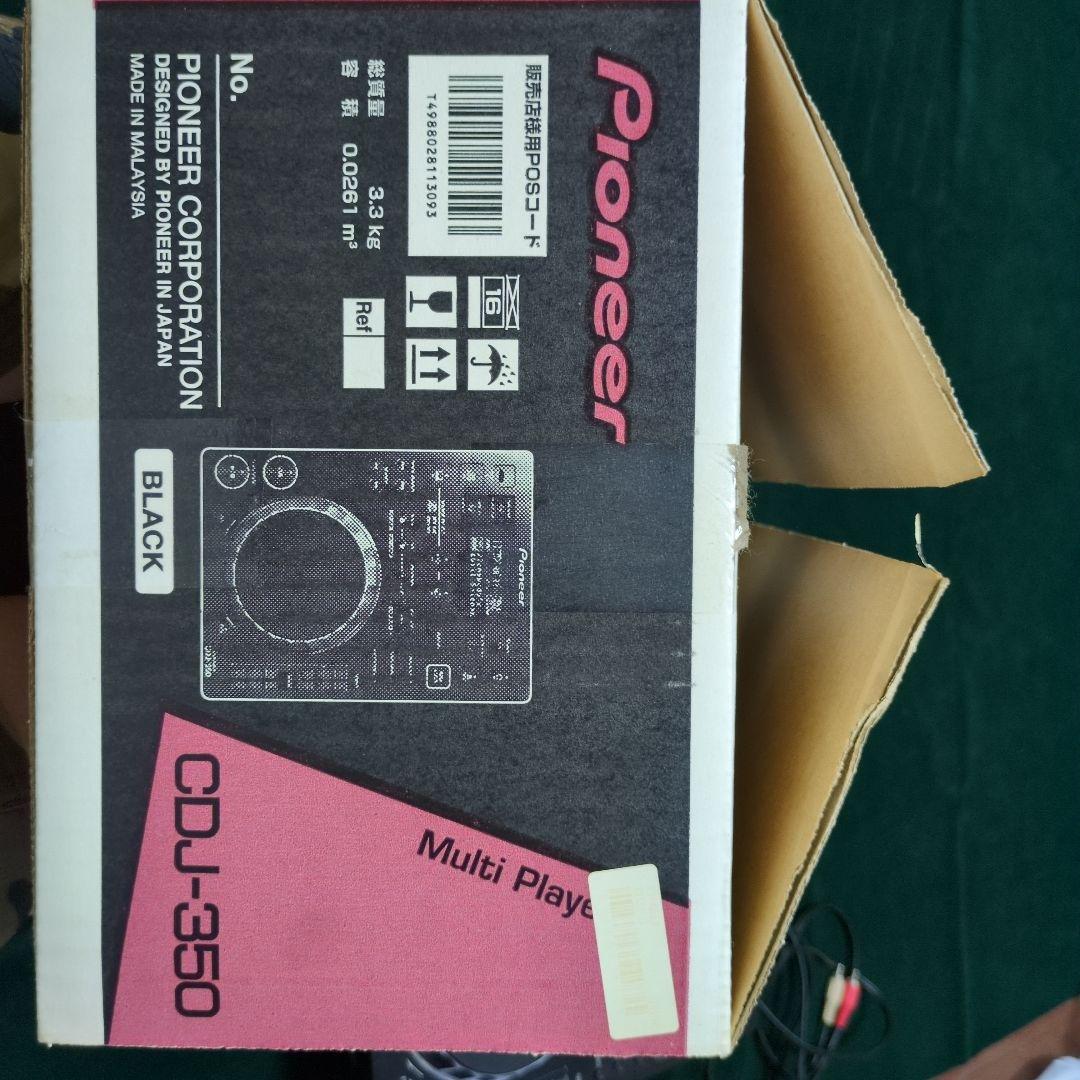 Pioneer
販売店様用POSコード
T4988028113093
総質量 3.3 kg
容 積 0.0261 m³
16
Ref
No.
PIONEER CORPORATION
DESIGNED BY PIONEER IN JAPAN
MADE IN MALAYSIA
Pioneer
BLACK
Multi Playe
CDJ-350